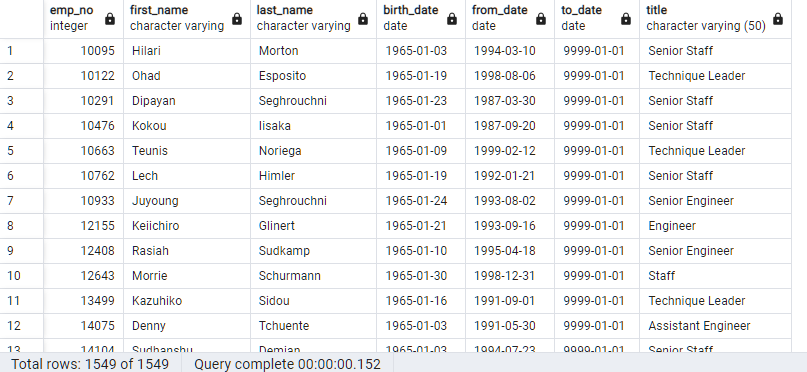 emp_no first_name last_name birth_date from_date to_date title
integer character varying character varying date date date character varying (50)
1 10095 Hilari Morton 1965-01-03 1994-03-10 9999-01-01 Senior Staff
2 10122 Ohad Esposito 1965-01-19 1998-08-06 9999-01-01 Technique Leader
3 10291 Dipayan Seghrouchni 1965-01-23 1987-03-30 9999-01-01 Senior Staff
4 10476 Kokou Iisaka 1965-01-01 1987-09-20 9999-01-01 Senior Staff
5 10663 Teunis Noriega 1965-01-09 1999-02-12 9999-01-01 Technique Leader
6 10762 Lech Himler 1965-01-19 1992-01-21 9999-01-01 Senior Staff
7 10933 Juyoung Seghrouchni 1965-01-24 1993-08-02 9999-01-01 Senior Engineer
8 12155 Keiichiro Glinert 1965-01-21 1993-09-16 9999-01-01 Engineer
9 12408 Rasiah Sudkamp 1965-01-10 1995-04-18 9999-01-01 Senior Engineer
10 12643 Morrie Schurmann 1965-01-30 1998-12-31 9999-01-01 Staff
11 13499 Kazuhiko Sidou 1965-01-16 1991-09-01 9999-01-01 Technique Leader
12 14075 Denny Tchuente 1965-01-03 1991-05-30 9999-01-01 Assistant Engineer
13 14104 Sudhanshu Demian 1965-01-03 1994-07-23 9999-01-01 Senior Staff
Total rows: 1549 of 1549 Query complete 00:00:00.152